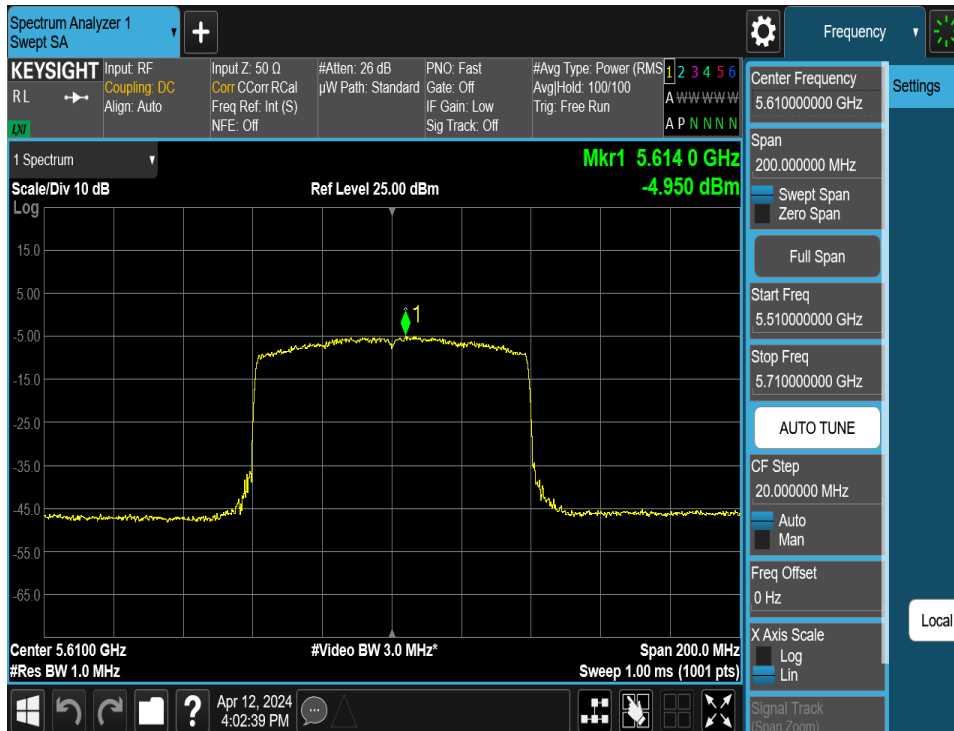 Spectrum Analyzer 1
Swept SA
+
Frequency
KEYSIGHT
R L
LXI
Input: RF
Coupling: DC
Align: Auto
Input Z: 50 Ω
Corr CCorr RCal
Freq Ref: Int (S)
NFE: Off
#Atten: 26 dB
µW Path: Standard
PNO: Fast
Gate: Off
IF Gain: Low
Sig Track: Off
#Avg Type: Power (RMS
Avg|Hold: 100/100
Trig: Free Run
1 2 3 4 5 6
A W W W W W
A P N N N N
1 Spectrum
Mkr1 5.614 0 GHz
Scale/Div 10 dB
Ref Level 25.00 dBm
-4.950 dBm
Log
15.0
5.00
-5.00
-15.0
-25.0
-35.0
-45.0
-55.0
-65.0
1
Center 5.6100 GHz
#Video BW 3.0 MHz*
Span 200.0 MHz
#Res BW 1.0 MHz
Sweep 1.00 ms (1001 pts)
Center Frequency
5.610000000 GHz
Settings
Span
200.000000 MHz
Swept Span
Zero Span
Full Span
Start Freq
5.510000000 GHz
Stop Freq
5.710000000 GHz
AUTO TUNE
CF Step
20.000000 MHz
Auto
Man
Freq Offset
0 Hz
Local
X Axis Scale
Log
Lin
Signal Track
(Span Zoom)
?
Apr 12, 2024
4:02:39 PM